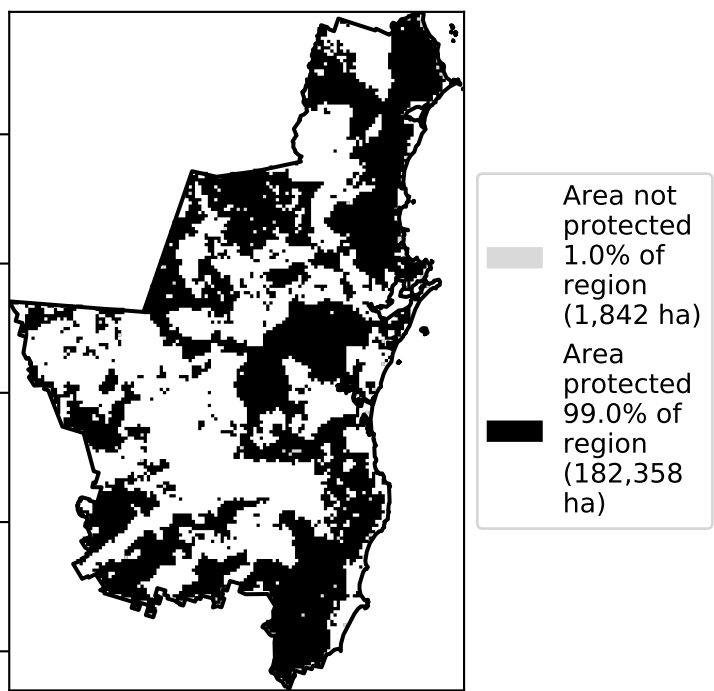 Area not
protected
1.0% of
region
(1,842 ha)
Area
protected
99.0% of
region
(182,358
ha)